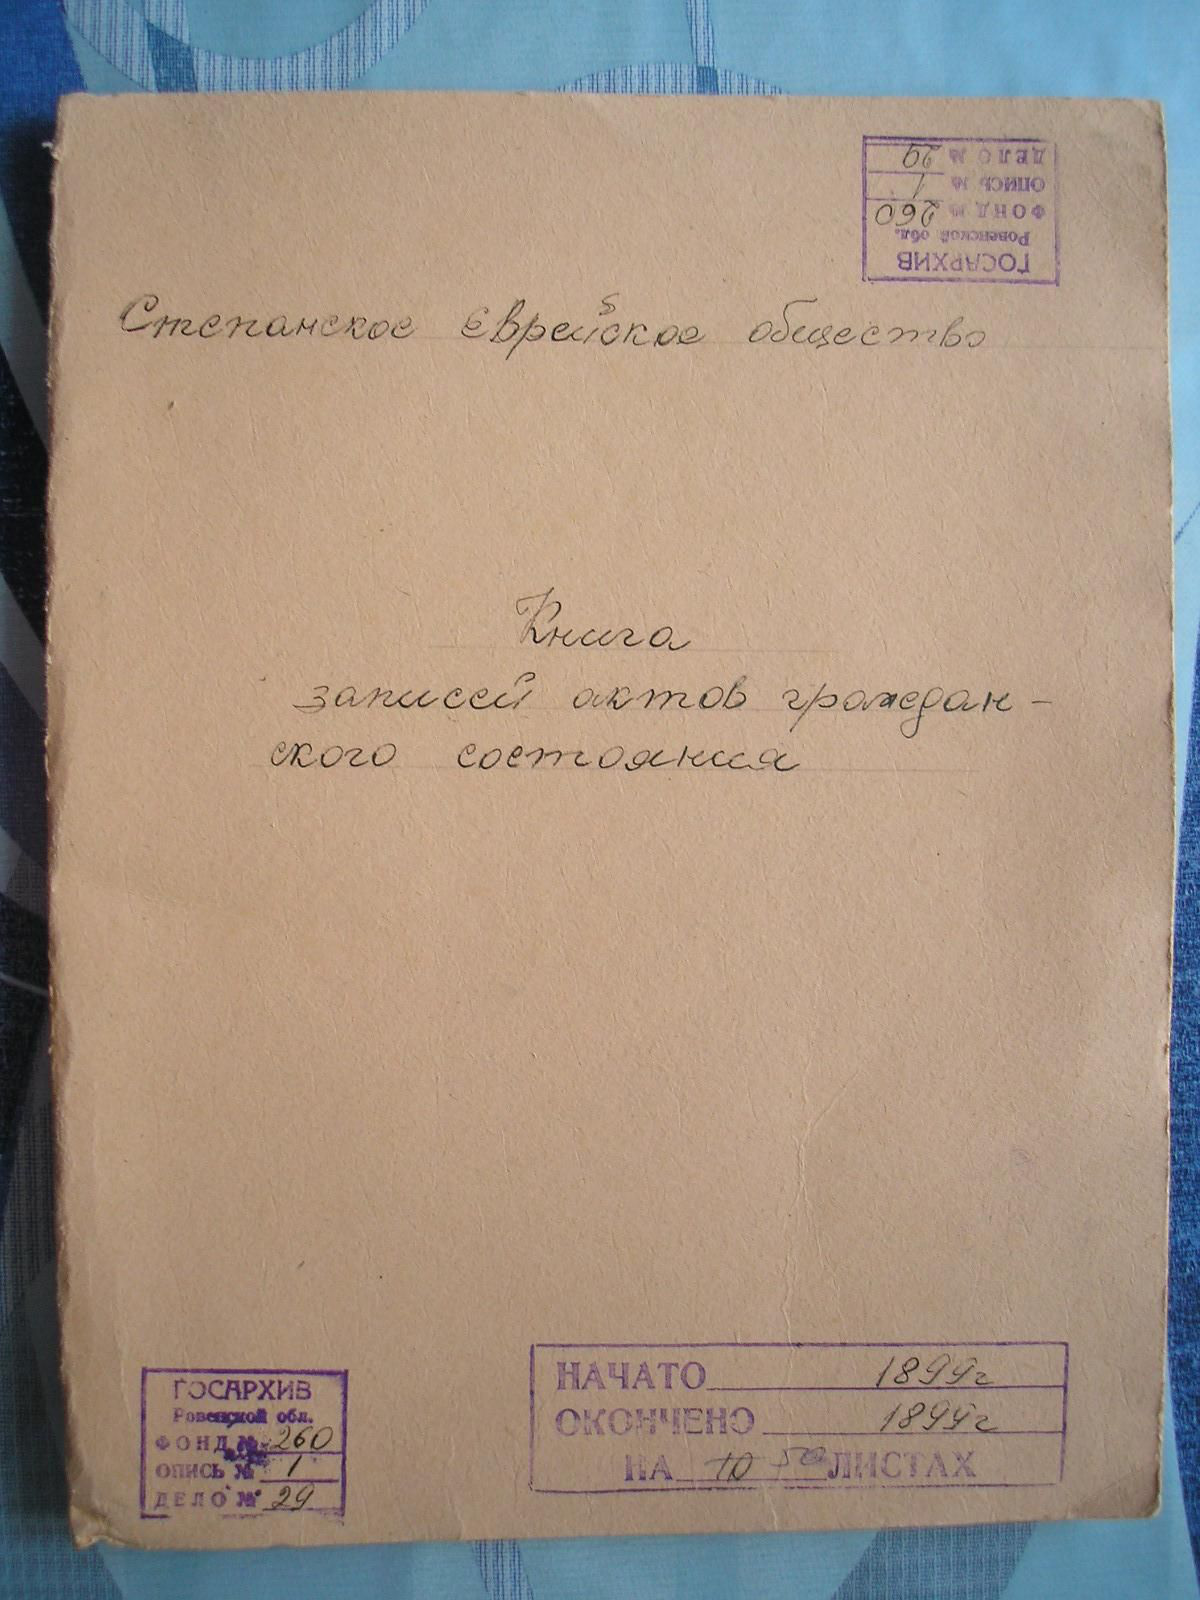 ГОСАРХИВ
Ровенской обл.
ФОНД № 260
ОПИСЬ № 1
ДЕЛО № 29
Степанское Еврейское общество
Книга
записей актов граждан-
ского состояния
ГОСАРХИВ
Ровенской обл.
ФОНД № 260
ОПИСЬ № 1
ДЕЛО № 29
НАЧАТО 1899г
ОКОНЧЕНО 1899г
НА 50 ЛИСТАХ